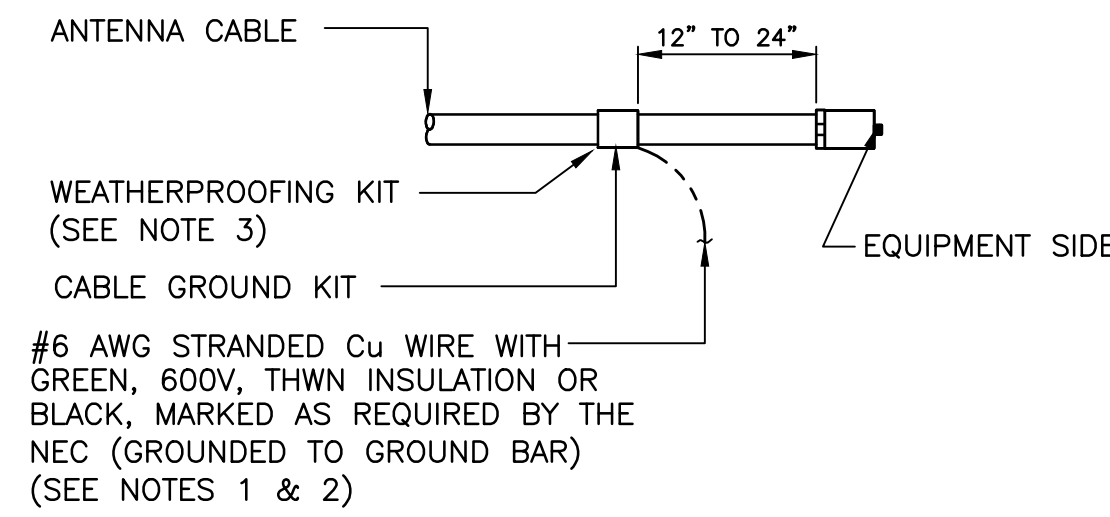 ANTENNA CABLE
12" TO 24"
WEATHERPROOFING KIT
(SEE NOTE 3)
EQUIPMENT SIDE
CABLE GROUND KIT
#6 AWG STRANDED Cu WIRE WITH
GREEN, 600V, THWN INSULATION OR
BLACK, MARKED AS REQUIRED BY THE
NEC (GROUNDED TO GROUND BAR)
(SEE NOTES 1 & 2)